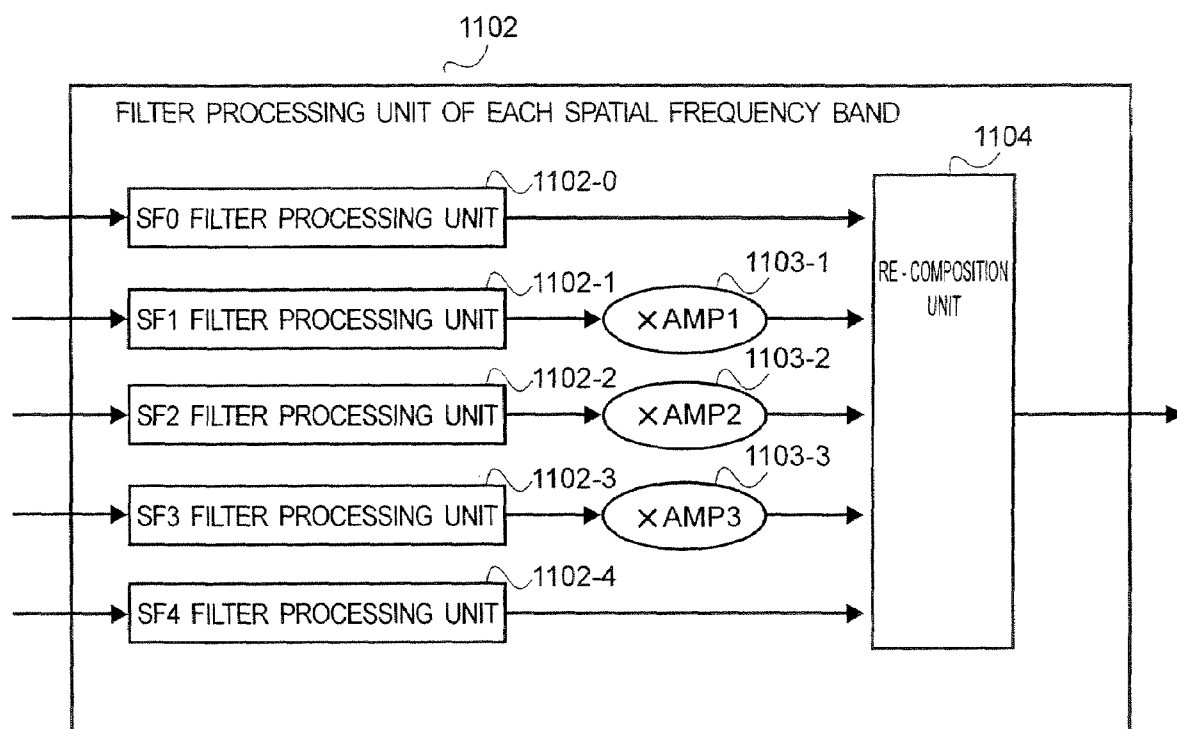 1102
FILTER PROCESSING UNIT OF EACH SPATIAL FREQUENCY BAND
1104
1102-0
SF0 FILTER PROCESSING UNIT
1102-1
SF1 FILTER PROCESSING UNIT
1103-1
× AMP1
1102-2
SF2 FILTER PROCESSING UNIT
1103-2
× AMP2
1102-3
SF3 FILTER PROCESSING UNIT
1103-3
× AMP3
1102-4
SF4 FILTER PROCESSING UNIT
RE - COMPOSITION
UNIT